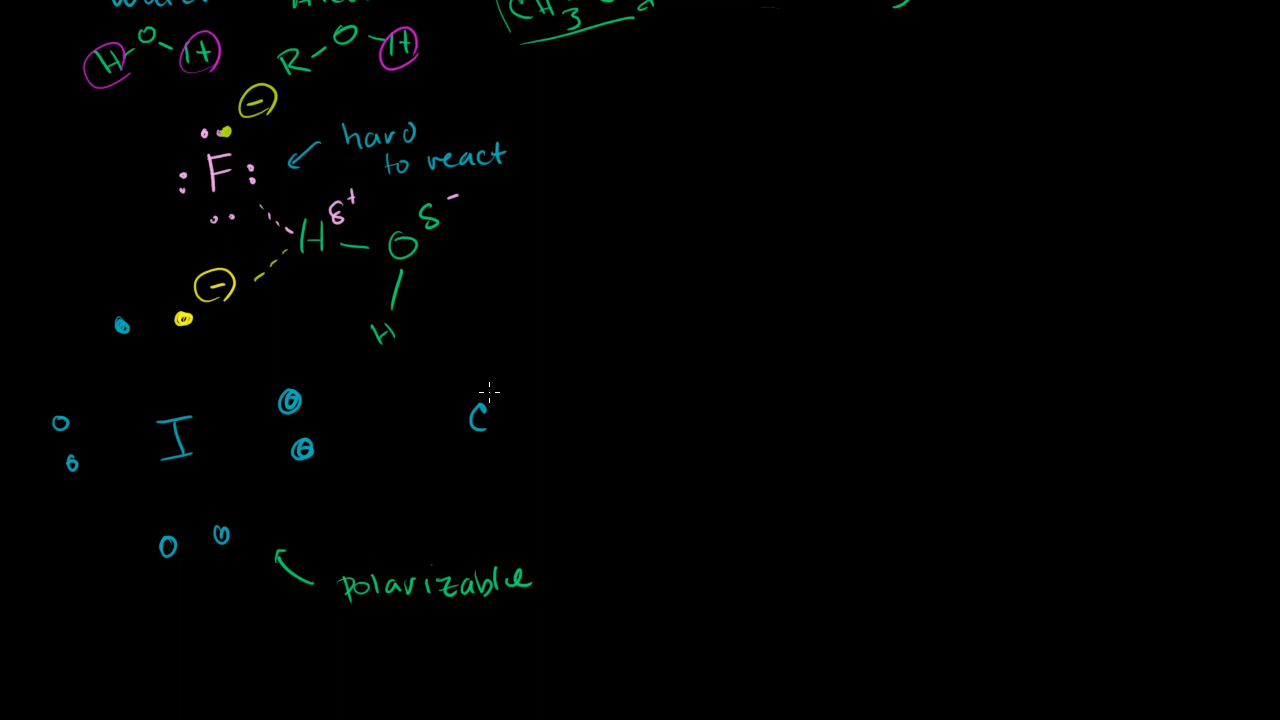 H O H R O H
−
F hard
to react
δ+ δ −
H — O
−
H
I C
polarizable